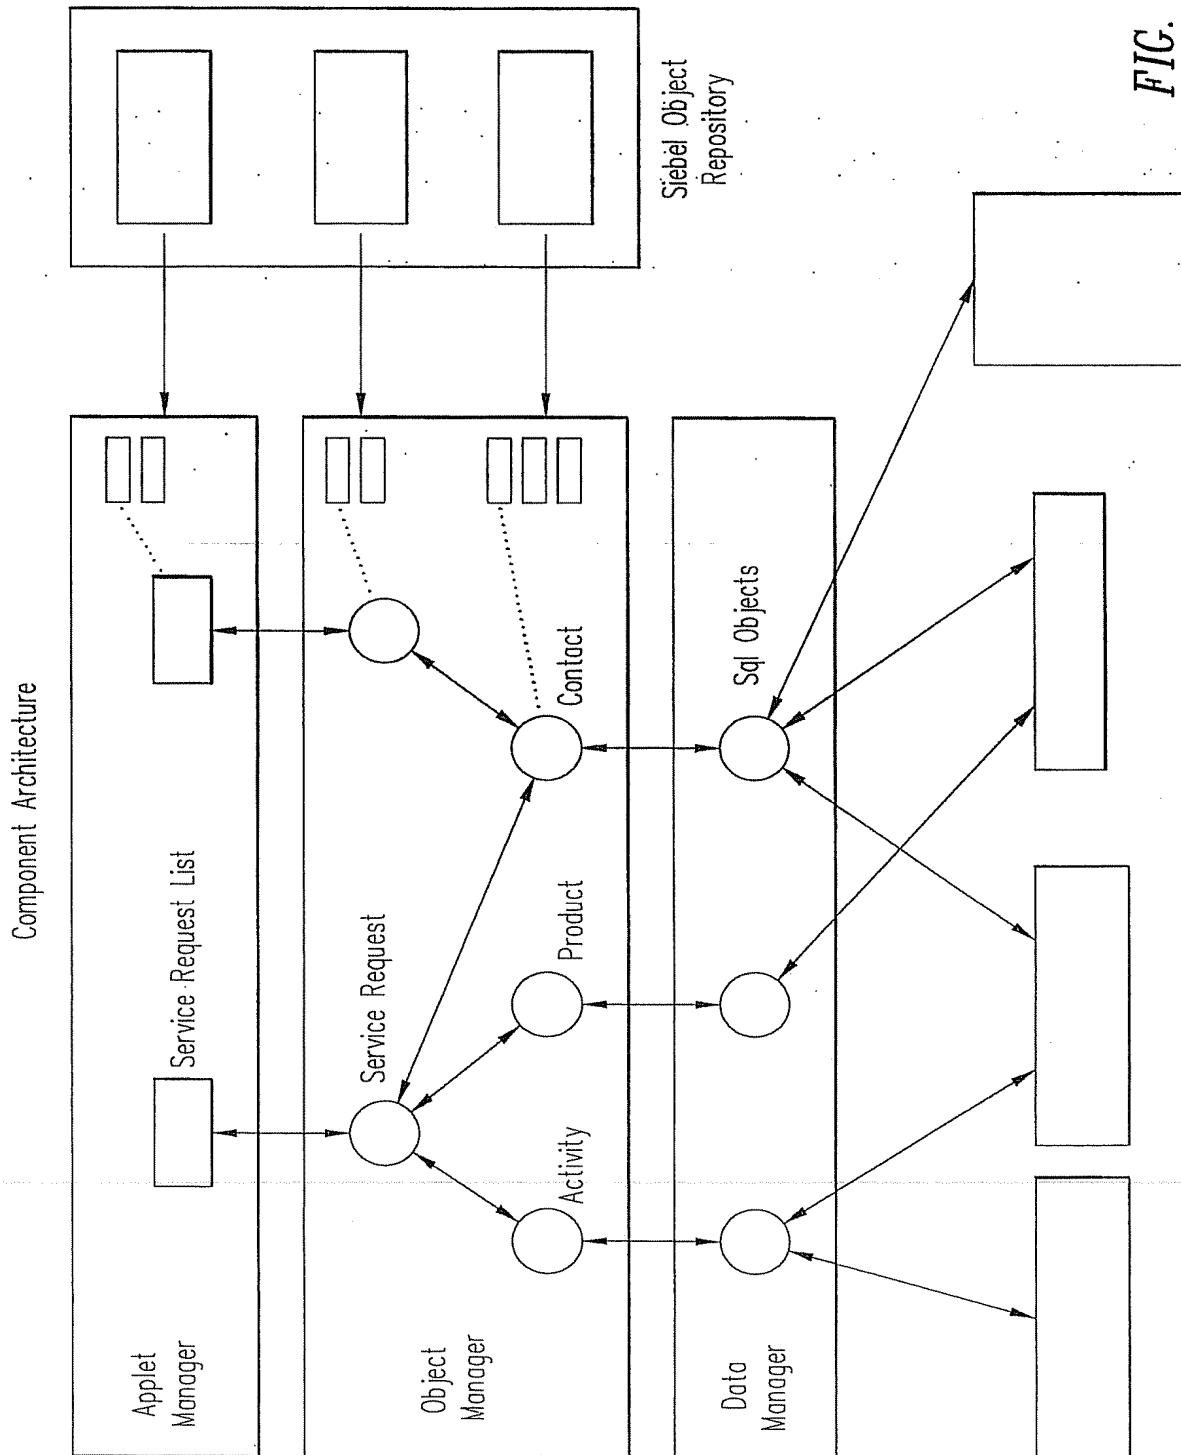 Component Architecture
Applet
Manager
Service Request List
Object
Manager
Service Request
Activity
Product
Contact
Data
Manager
Sql Objects
Siebel Object
Repository
FIG.